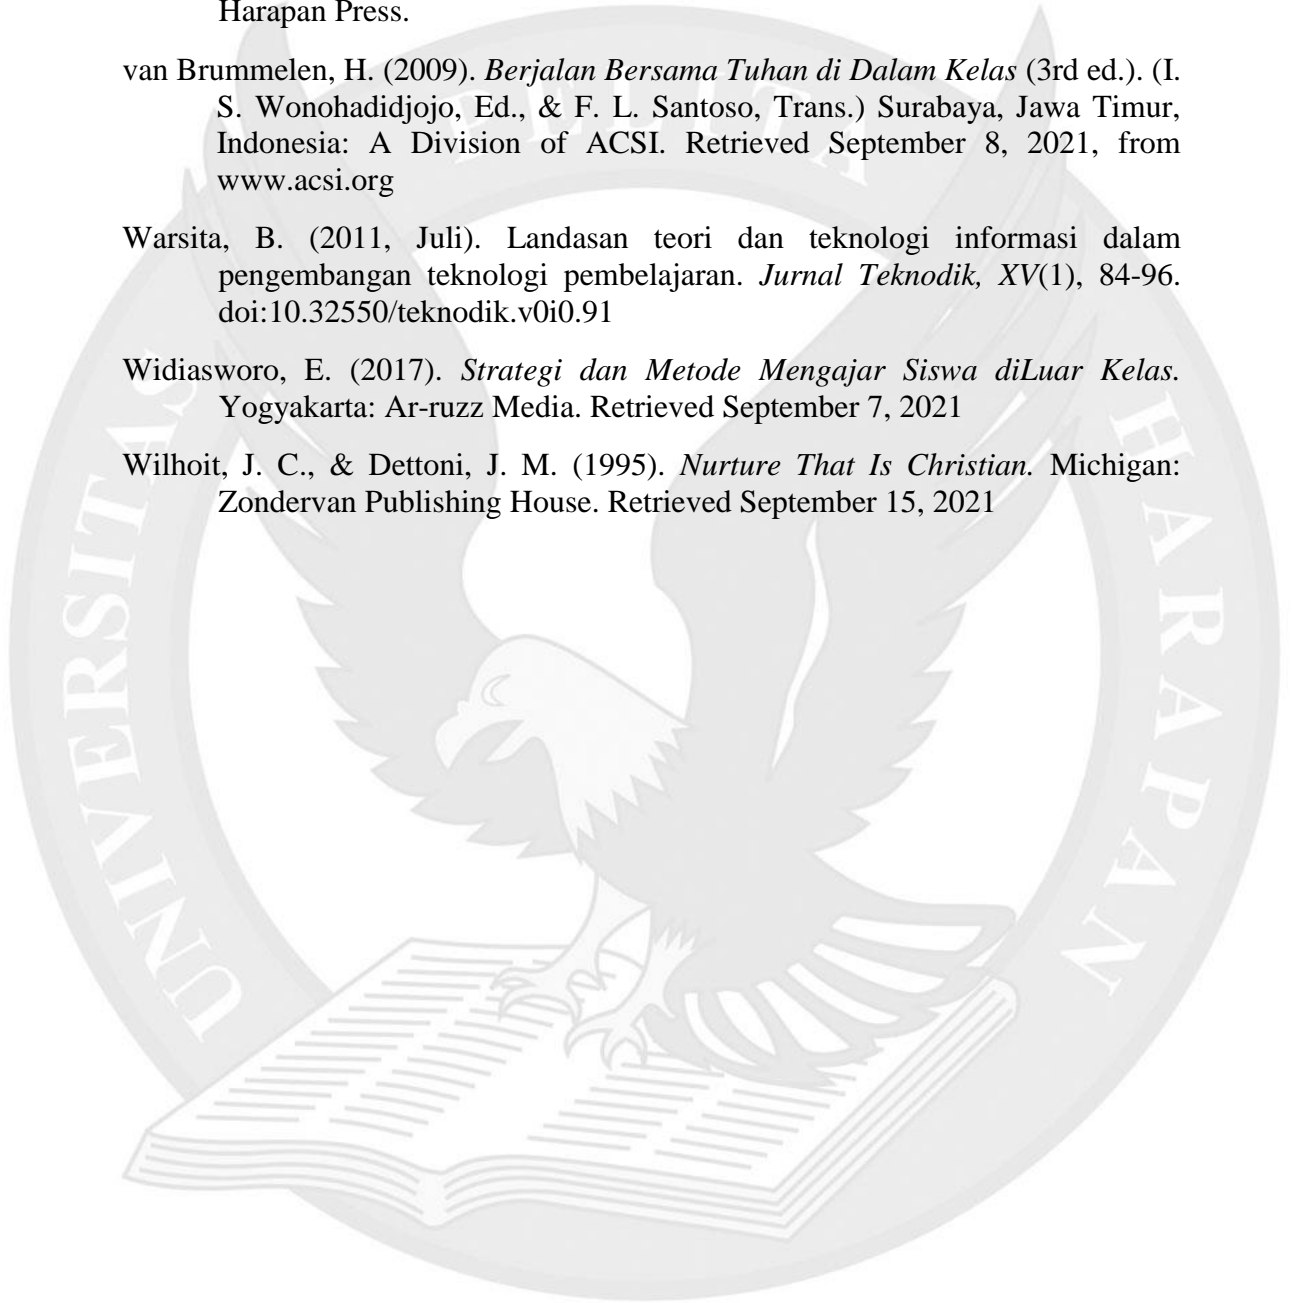 Harapan Press.
van Brummelen, H. (2009). Berjalan Bersama Tuhan di Dalam Kelas (3rd ed.). (I.
S. Wonohadidjojo, Ed., & F. L. Santoso, Trans.) Surabaya, Jawa Timur,
Indonesia: A Division of ACSI. Retrieved September 8, 2021, from
www.acsi.org
Warsita, B. (2011, Juli). Landasan teori dan teknologi informasi dalam
pengembangan teknologi pembelajaran. Jurnal Teknodik, XV(1), 84-96.
doi:10.32550/teknodik.v0i0.91
Widiasworo, E. (2017). Strategi dan Metode Mengajar Siswa diLuar Kelas.
Yogyakarta: Ar-ruzz Media. Retrieved September 7, 2021
Wilhoit, J. C., & Dettoni, J. M. (1995). Nurture That Is Christian. Michigan:
Zondervan Publishing House. Retrieved September 15, 2021
UNIVERSITAS
PELITA
HARAPAN